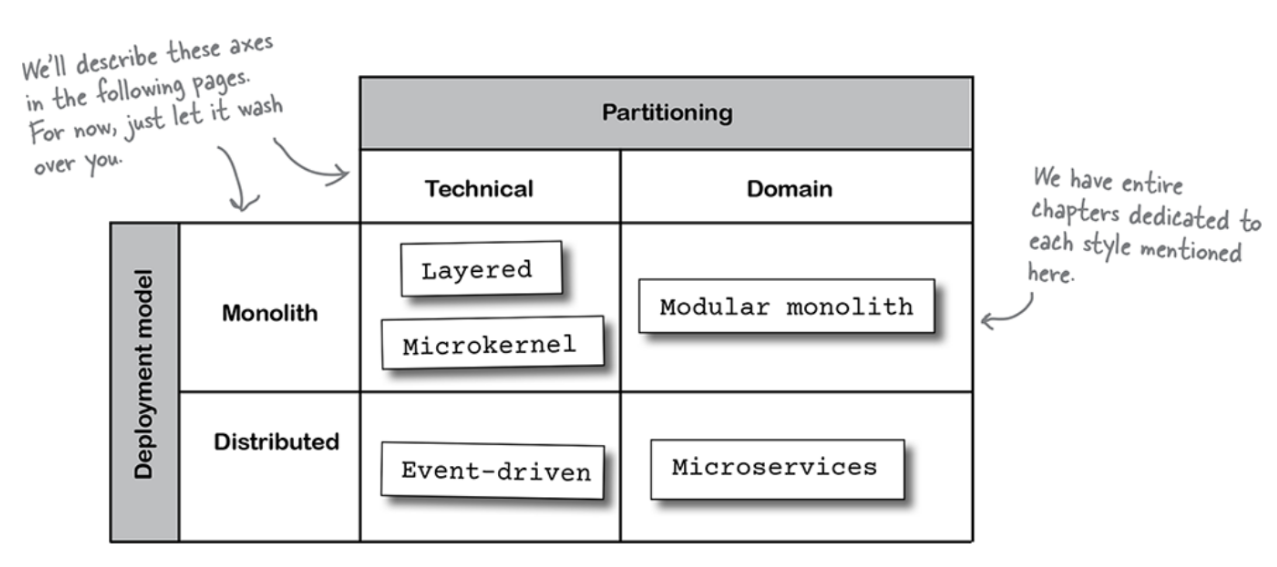 We'll describe these axes
in the following pages.
For now, just let it wash
over you.
Partitioning
Technical
Domain
We have entire
chapters dedicated to
each style mentioned
here.
Deployment model
Monolith
Layered
Microkernel
Modular monolith
Distributed
Event-driven
Microservices